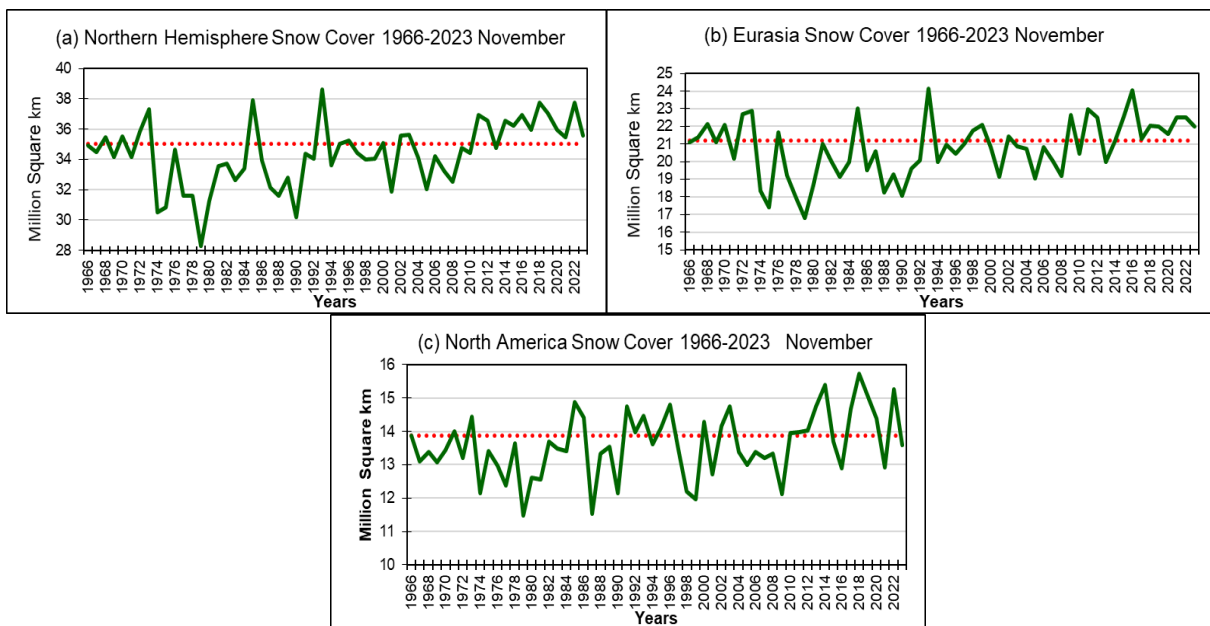 (a) Northern Hemisphere Snow Cover 1966-2023 November
Million Square km
40
38
36
34
32
30
28
1966 1968 1970 1972 1974 1976 1978 1980 1982 1984 1986 1988 1990 1992 1994 1996 1998 2000 2002 2004 2006 2008 2010 2012 2014 2016 2018 2020 2022
Years
(b) Eurasia Snow Cover 1966-2023 November
Million Square km
25
24
23
22
21
20
19
18
17
16
15
1966 1968 1970 1972 1974 1976 1978 1980 1982 1984 1986 1988 1990 1992 1994 1996 1998 2000 2002 2004 2006 2008 2010 2012 2014 2016 2018 2020 2022
Years
(c) North America Snow Cover 1966-2023 November
Million Square km
16
15
14
13
12
11
10
1966 1968 1970 1972 1974 1976 1978 1980 1982 1984 1986 1988 1990 1992 1994 1996 1998 2000 2002 2004 2006 2008 2010 2012 2014 2016 2018 2020 2022
Years